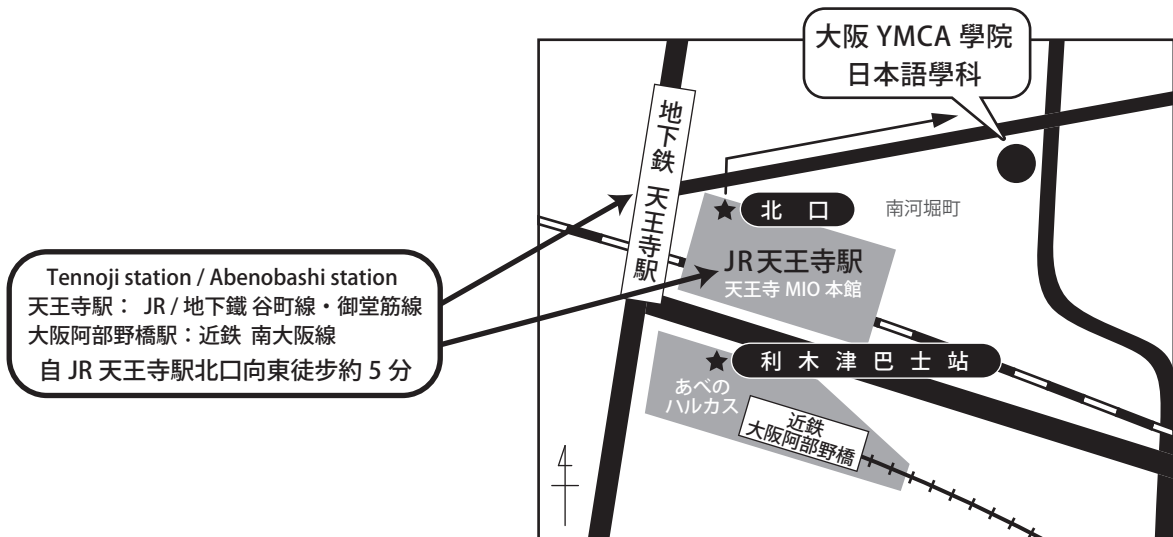 大阪 YMCA 學院
日本語學科
地下鉄 天王寺駅
北口
南河堀町
JR天王寺駅
天王寺 MIO 本館
Tennoji station / Abenobashi station
天王寺駅： JR / 地下鐵 谷町線・御堂筋線
大阪阿部野橋駅：近鉄 南大阪線
自 JR 天王寺駅北口向東徒步約 5 分
利木津巴士站
あべの
ハルカス
近鉄
大阪阿部野橋